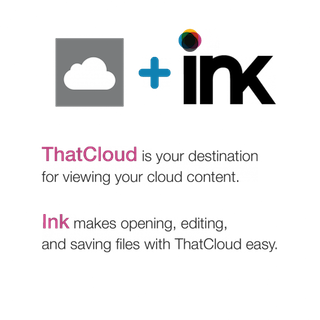 + ink
ThatCloud is your destination
for viewing your cloud content.
Ink makes opening, editing,
and saving files with ThatCloud easy.